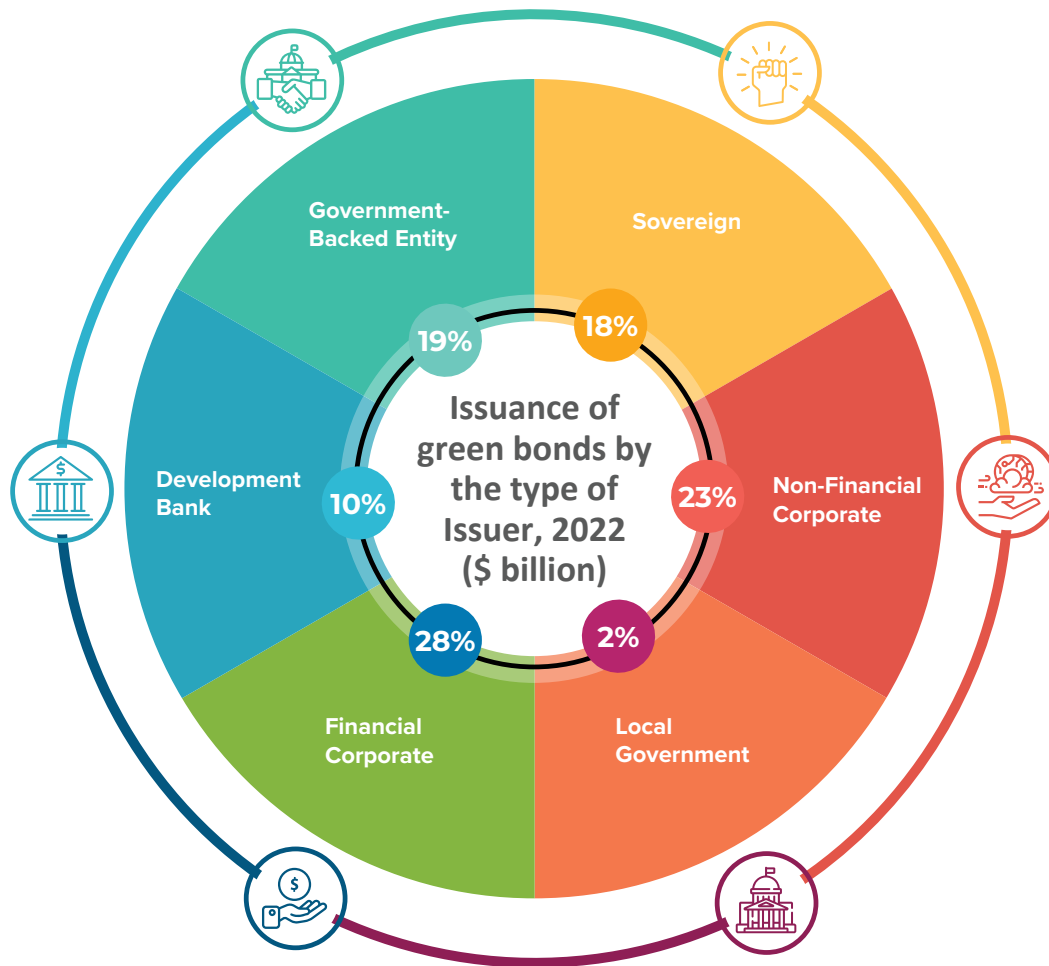 Government-
Backed Entity
Sovereign
19%
18%
Issuance of
green bonds by
the type of
Issuer, 2022
($ billion)
Development
Bank
10%
23%
Non-Financial
Corporate
28%
2%
Financial
Corporate
Local
Government
$
$